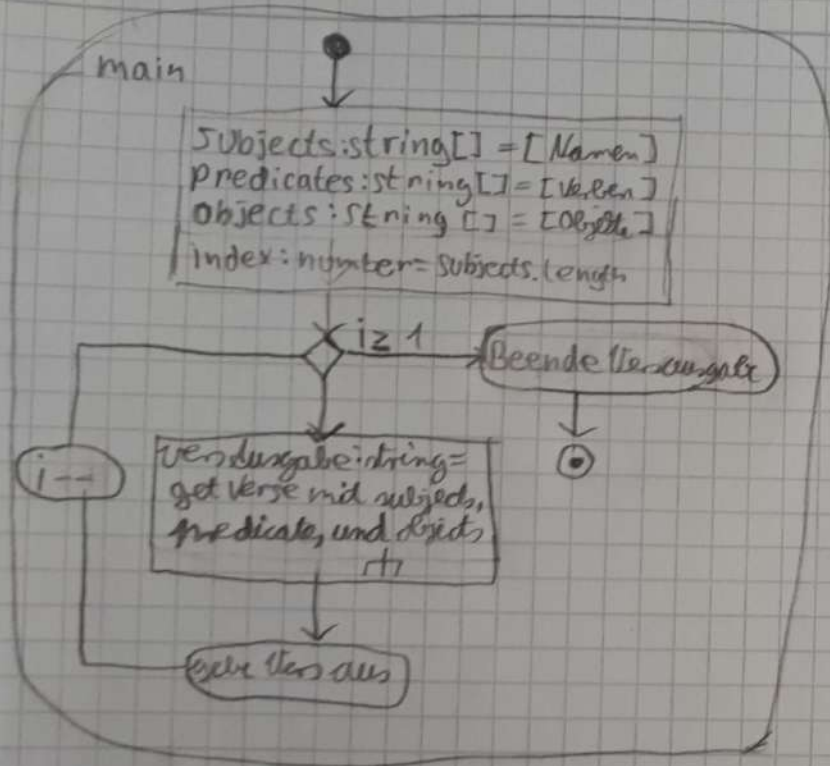 main
Subjects:string[] = [Namen]
Predicates:string[] = [Verben]
Objects:string[] = [Objekte]
index:number= Subjects.length
i≥1
Beende Versausgabe
i--
Versausgabe:string=
get Verse mid subjects,
predicate, und objects
gebe Vers aus